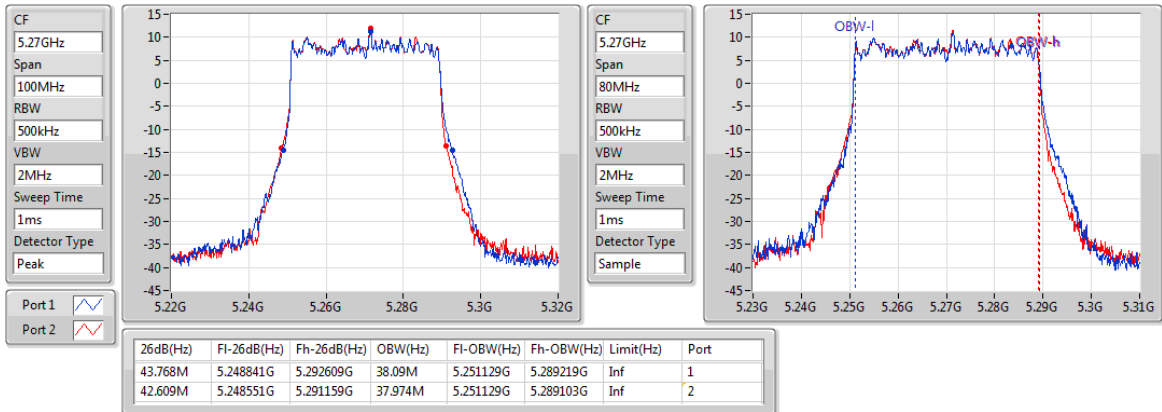 CF
5.27GHz
Span
100MHz
RBW
500kHz
VBW
2MHz
Sweep Time
1ms
Detector Type
Peak
Port 1
Port 2
15
10
5
0
-5
-10
-15
-20
-25
-30
-35
-40
-45
5.22G 5.24G 5.26G 5.28G 5.3G 5.32G
CF
5.27GHz
Span
80MHz
RBW
500kHz
VBW
2MHz
Sweep Time
1ms
Detector Type
Sample
15
10
5
0
-5
-10
-15
-20
-25
-30
-35
-40
-45
OBW-l
OBW-h
5.23G 5.24G 5.25G 5.26G 5.27G 5.28G 5.29G 5.3G 5.31G
26dB(Hz) Fl-26dB(Hz) Fh-26dB(Hz) OBW(Hz) Fl-OBW(Hz) Fh-OBW(Hz) Limit(Hz) Port
43.768M 5.248841G 5.292609G 38.09M 5.251129G 5.289219G Inf 1
42.609M 5.248551G 5.291159G 37.974M 5.251129G 5.289103G Inf 2